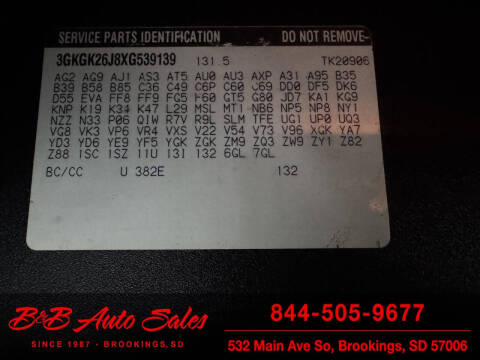 SERVICE PARTS IDENTIFICATION DO NOT REMOVE
3GKGK26J8XG539139 131.5 TK20906
AG2 AG9 AJ1 AS3 AT5 AU0 AU3 AXP A31 A95 B35
B39 B58 B85 C36 C49 C6P C60 C69 DD0 DF5 DK6
D55 EVA FF8 FF9 FG5 F60 GT5 G80 JD7 KA1 KG9
KNP K19 K34 K47 L29 MSL MT1 NB6 NP5 NP8 NY1
NZZ N33 P06 QIW R7V R9L SLM TFE UG1 UP0 UQ3
VG8 VK3 VP6 VR4 VXS V22 V54 V73 V96 XGK YA7
YD3 YD6 YE9 YF5 YGK ZGK ZM9 ZQ3 ZW9 ZY1 Z82
Z88 1SC 1SZ 11U 131 132 6GL 7GL
BC/CC U 382E 132
B&B Auto Sales
SINCE 1987 - BROOKINGS, SD
844-505-9677
532 Main Ave So, Brookings, SD 57006